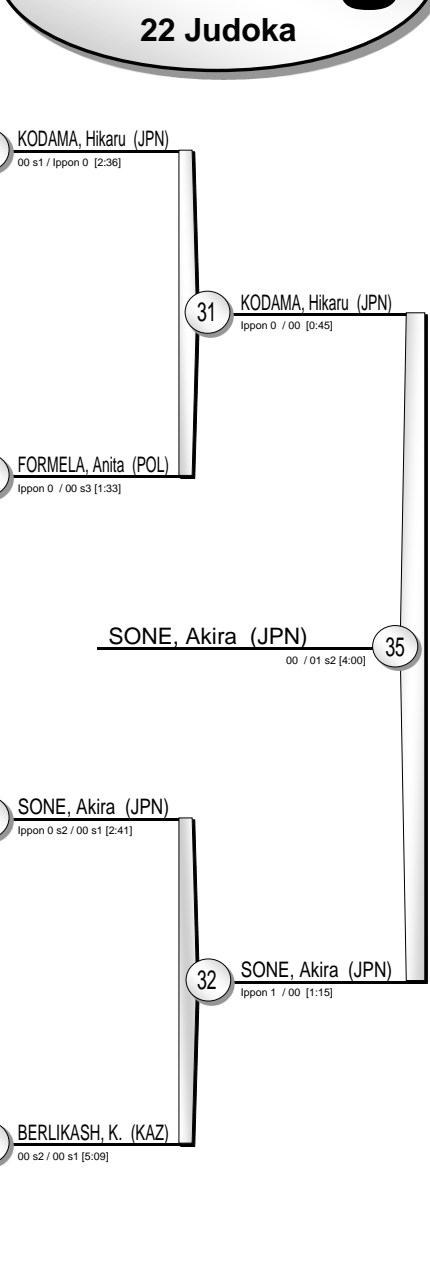 22 Judoka
KODAMA, Hikaru (JPN)
00 s1 / Ippon 0 [2:36]
31
KODAMA, Hikaru (JPN)
Ippon 0 / 00 [0:45]
FORMELA, Anita (POL)
Ippon 0 / 00 s3 [1:33]
SONE, Akira (JPN)
35
00 / 01 s2 [4:00]
SONE, Akira (JPN)
Ippon 0 s2 / 00 s1 [2:41]
32
SONE, Akira (JPN)
Ippon 1 / 00 [1:15]
BERLIKASH, K. (KAZ)
00 s2 / 00 s1 [5:09]